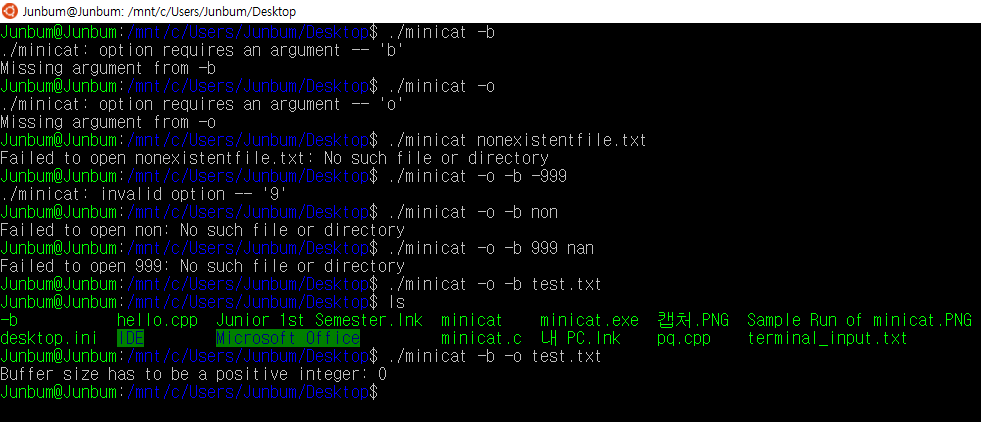 Junbum@Junbum: /mnt/c/Users/Junbum/Desktop
Junbum@Junbum:/mnt/c/Users/Junbum/Desktop$ ./minicat -b
./minicat: option requires an argument -- 'b'
Missing argument from -b
Junbum@Junbum:/mnt/c/Users/Junbum/Desktop$ ./minicat -o
./minicat: option requires an argument -- 'o'
Missing argument from -o
Junbum@Junbum:/mnt/c/Users/Junbum/Desktop$ ./minicat nonexistentfile.txt
Failed to open nonexistentfile.txt: No such file or directory
Junbum@Junbum:/mnt/c/Users/Junbum/Desktop$ ./minicat -o -b -999
./minicat: invalid option -- '9'
Junbum@Junbum:/mnt/c/Users/Junbum/Desktop$ ./minicat -o -b non
Failed to open non: No such file or directory
Junbum@Junbum:/mnt/c/Users/Junbum/Desktop$ ./minicat -o -b 999 nan
Failed to open 999: No such file or directory
Junbum@Junbum:/mnt/c/Users/Junbum/Desktop$ ./minicat -o -b test.txt
Junbum@Junbum:/mnt/c/Users/Junbum/Desktop$ ls
-b hello.cpp Junior 1st Semester.lnk minicat minicat.exe 캡처.PNG Sample Run of minicat.PNG
desktop.ini IDE Microsoft Office minicat.c 내 PC.lnk pq.cpp terminal_input.txt
Junbum@Junbum:/mnt/c/Users/Junbum/Desktop$ ./minicat -b -o test.txt
Buffer size has to be a positive integer: 0
Junbum@Junbum:/mnt/c/Users/Junbum/Desktop$